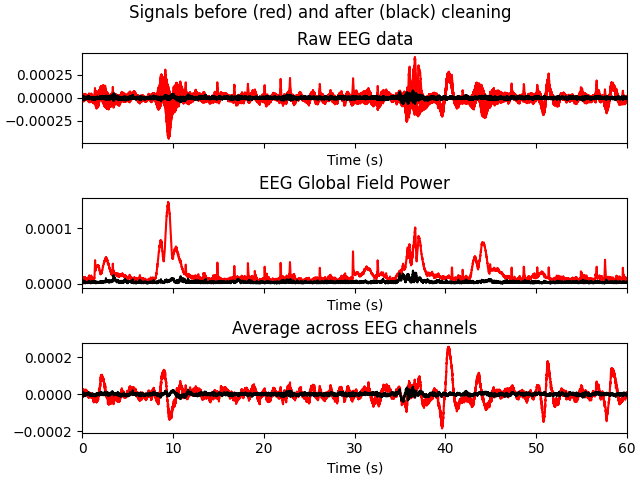 Signals before (red) and after (black) cleaning
Raw EEG data
0.00025
0.00000
−0.00025
Time (s)
EEG Global Field Power
0.0001
0.0000
Time (s)
Average across EEG channels
0.0002
0.0000
−0.0002
0 10 20 30 40 50 60
Time (s)